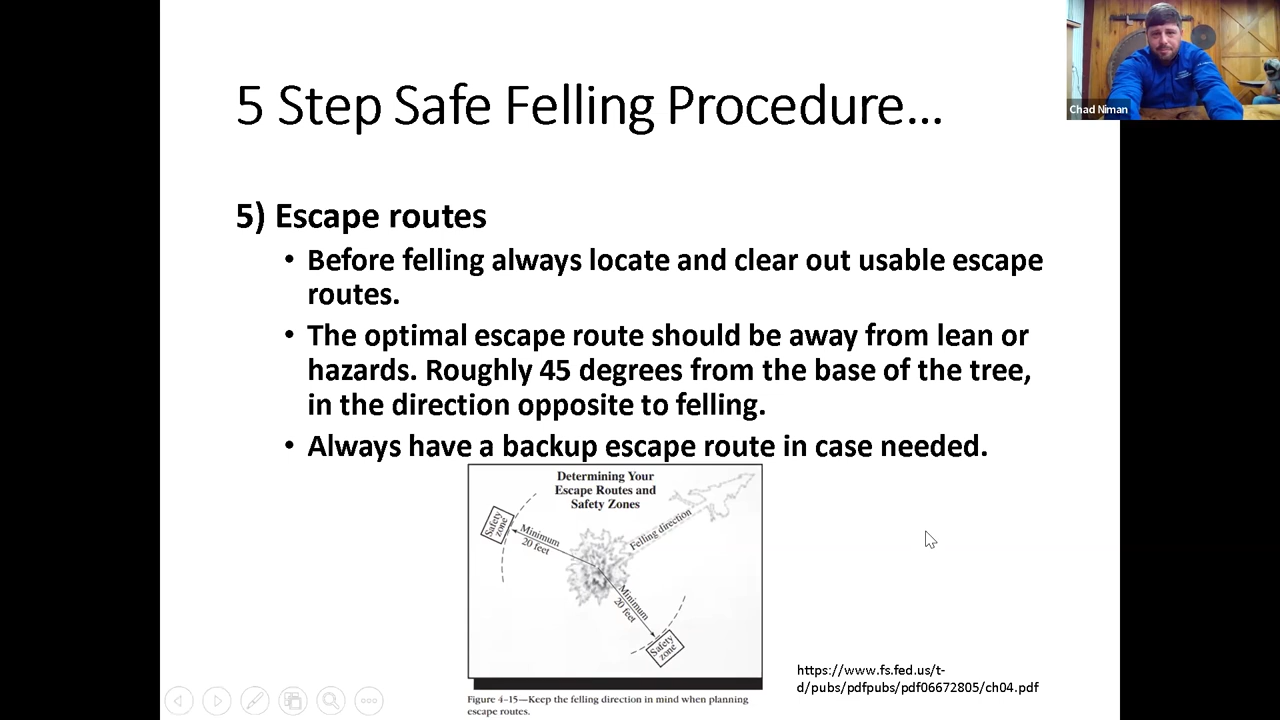 5 Step Safe Felling Procedure...
Chad Niman
5) Escape routes
• Before felling always locate and clear out usable escape
routes.
• The optimal escape route should be away from lean or
hazards. Roughly 45 degrees from the base of the tree,
in the direction opposite to felling.
• Always have a backup escape route in case needed.
Determining Your
Escape Routes and
Safety Zones
Safety
zone
Minimum
20 feet
Felling direction
Minimum
20 feet
Safety
zone
Figure 4–15—Keep the felling direction in mind when planning
escape routes.
https://www.fs.fed.us/t-
d/pubs/pdfpubs/pdf06672805/ch04.pdf